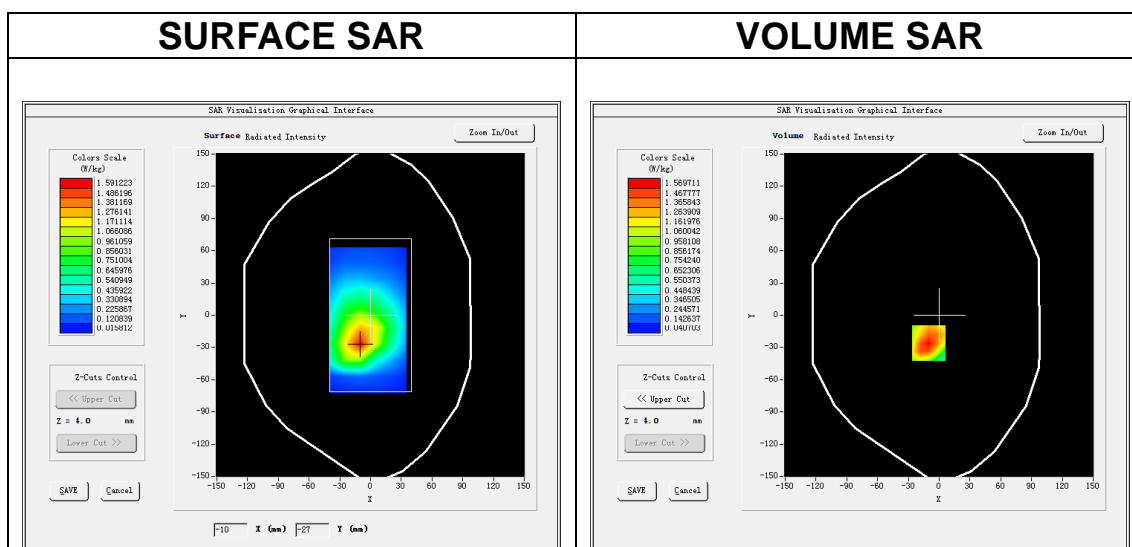 SURFACE SAR
SAR Visualisation Graphical Interface
Surface Radiated Intensity
Zoom In/Out
Colors Scale
(W/kg)
1.591223
1.486196
1.381169
1.276141
1.171114
1.066086
0.961059
0.856031
0.751004
0.645976
0.540949
0.435922
0.330894
0.225867
0.120839
0.015812
150
120
90
60
30
0
-30
-60
-90
-120
-150
Y
-150 -120 -90 -60 -30 0 30 60 90 120 150
X
Z-Cuts Control
<< Upper Cut
Z = 4.0 mm
Lower Cut >>
SAVE Cancel
-10 X (mm) -27 Y (mm)
VOLUME SAR
SAR Visualisation Graphical Interface
Volume Radiated Intensity
Zoom In/Out
Colors Scale
(W/kg)
1.569711
1.467777
1.365843
1.263909
1.161976
1.060042
0.958108
0.856174
0.754240
0.652306
0.550373
0.448439
0.346505
0.244571
0.142637
0.040703
150
120
90
60
30
0
-30
-60
-90
-120
-150
Y
-150 -120 -90 -60 -30 0 30 60 90 120 150
X
Z-Cuts Control
<< Upper Cut
Z = 4.0 mm
Lower Cut >>
SAVE Cancel